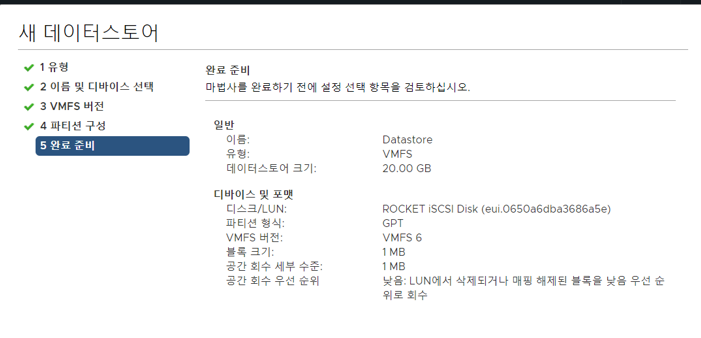 새 데이터스토어
1 유형
2 이름 및 디바이스 선택
3 VMFS 버전
4 파티션 구성
5 완료 준비
완료 준비
마법사를 완료하기 전에 설정 선택 항목을 검토하십시오.
일반
이름: Datastore
유형: VMFS
데이터스토어 크기: 20.00 GB
디바이스 및 포맷
디스크/LUN: ROCKET iSCSI Disk (eui.0650a6dba3686a5e)
파티션 형식: GPT
VMFS 버전: VMFS 6
블록 크기: 1 MB
공간 회수 세부 수준: 1 MB
공간 회수 우선 순위 낮음: LUN에서 삭제되거나 매핑 해제된 블록을 낮음 우선 순
위로 회수